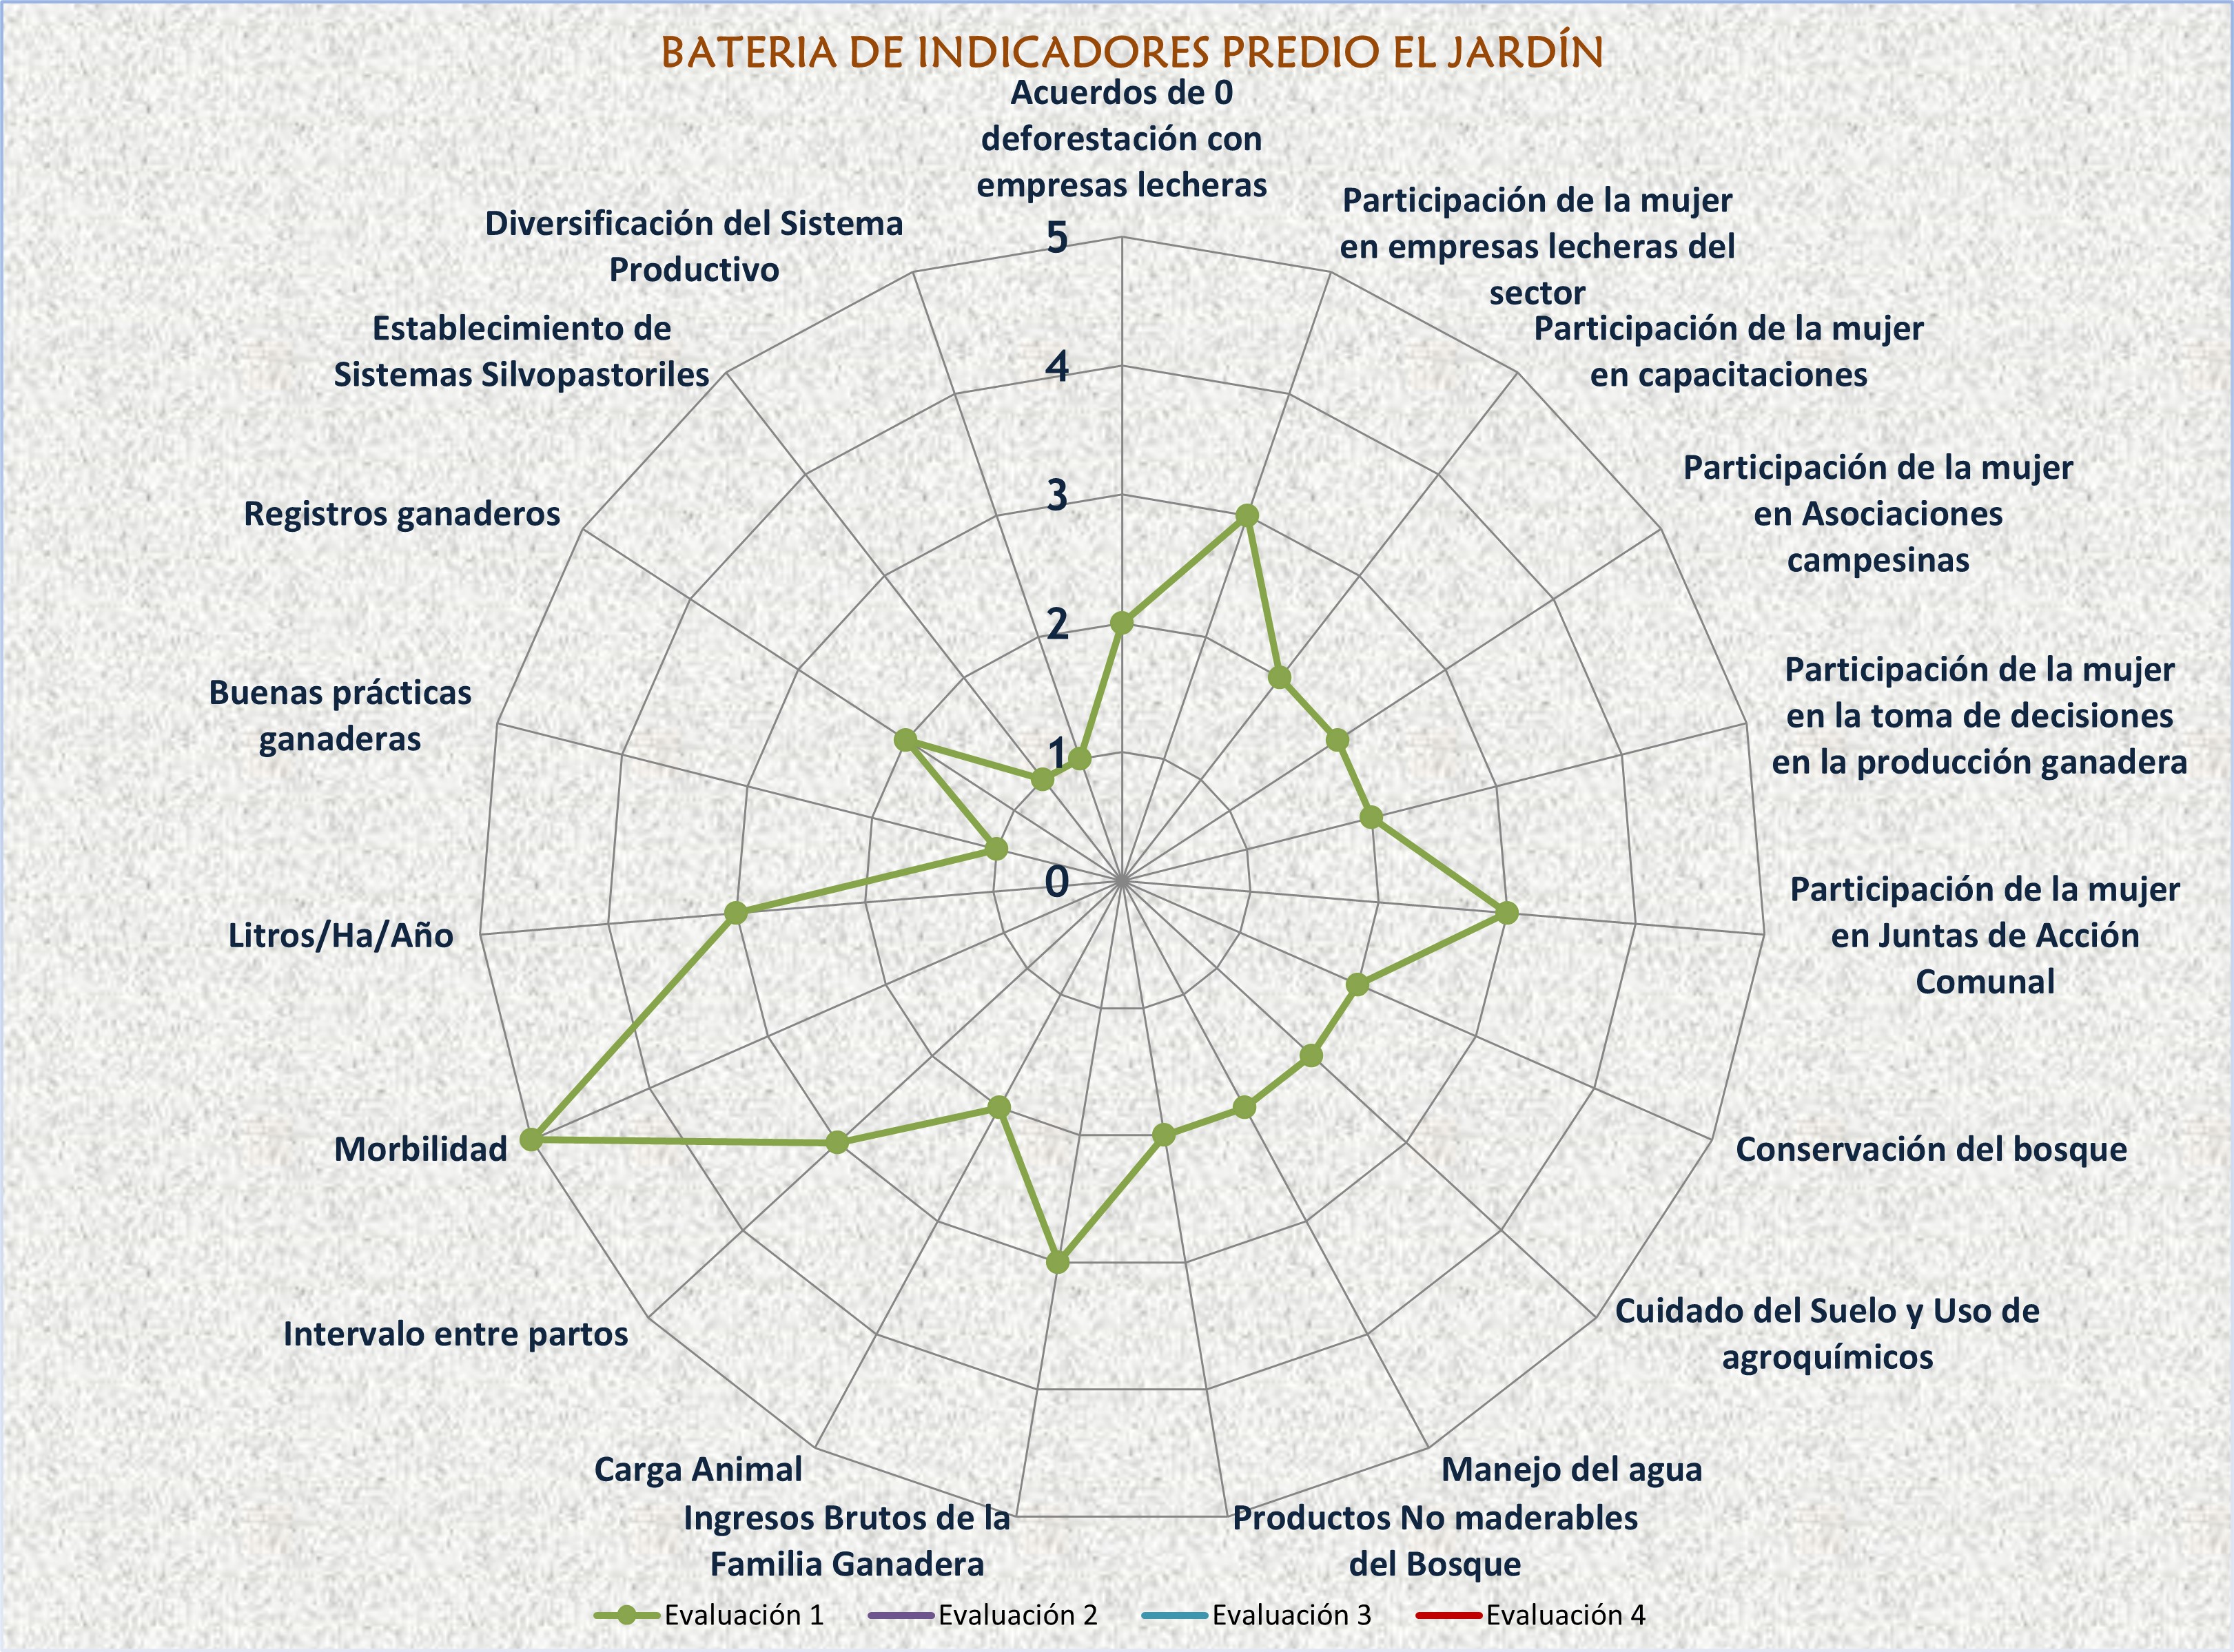 BATERIA DE INDICADORES PREDIO EL JARDÍN
Acuerdos de 0
deforestación con
empresas lecheras
Participación de la mujer
en empresas lecheras del
sector
Participación de la mujer
en capacitaciones
Participación de la mujer
en Asociaciones
campesinas
Participación de la mujer
en la toma de decisiones
en la producción ganadera
Participación de la mujer
en Juntas de Acción
Comunal
Conservación del bosque
Cuidado del Suelo y Uso de
agroquímicos
Manejo del agua
Productos No maderables
del Bosque
Ingresos Brutos de la
Familia Ganadera
Carga Animal
Intervalo entre partos
Morbilidad
Litros/Ha/Año
Buenas prácticas
ganaderas
Registros ganaderos
Establecimiento de
Sistemas Silvopastoriles
Diversificación del Sistema
Productivo
5
4
3
2
1
0
Evaluación 1
Evaluación 2
Evaluación 3
Evaluación 4